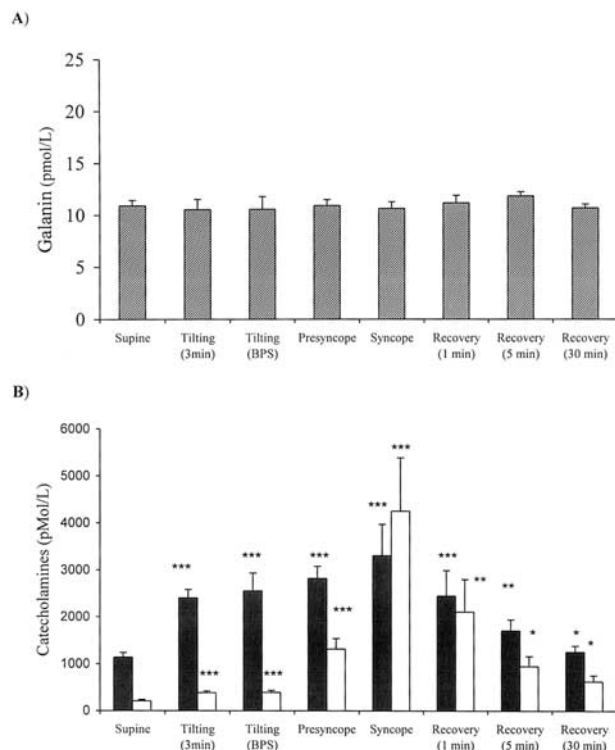 A)
25
20
15
10
5
0
Galanin (pmol/L)
Supine Tilting Tilting Presyncope Syncope Recovery Recovery Recovery
(3min) (BPS) (1 min) (5 min) (30 min)
B)
6000
5000
4000
3000
2000
1000
0
Catecholamines (pMol/L)
*** *** *** *** *** *** ** *
*** *** *** ** * *
Supine Tilting Tilting Presyncope Syncope Recovery Recovery Recovery
(3min) (BPS) (1 min) (5 min) (30 min)